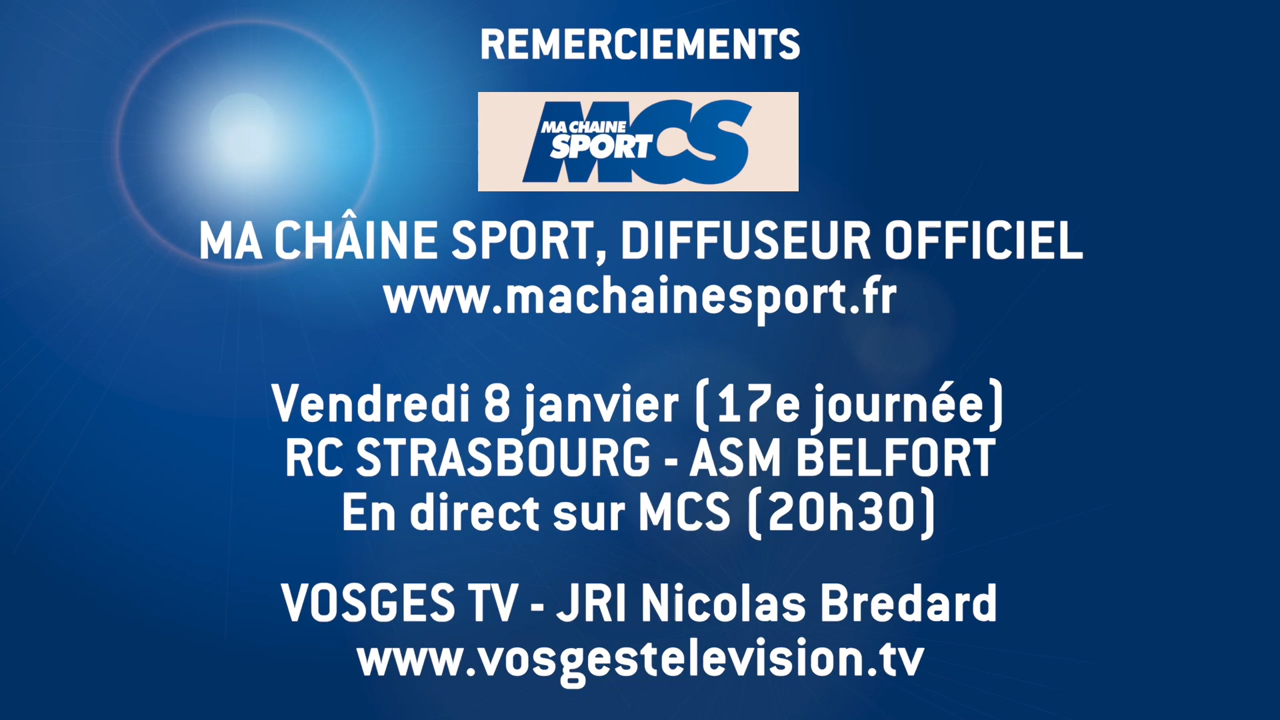 REMERCIEMENTS
MA CHAINE
SPORT
MCS
MA CHÂINE SPORT, DIFFUSEUR OFFICIEL
www.machainesport.fr
Vendredi 8 janvier (17e journée)
RC STRASBOURG - ASM BELFORT
En direct sur MCS (20h30)
VOSGES TV - JRI Nicolas Bredard
www.vosgestelevision.tv